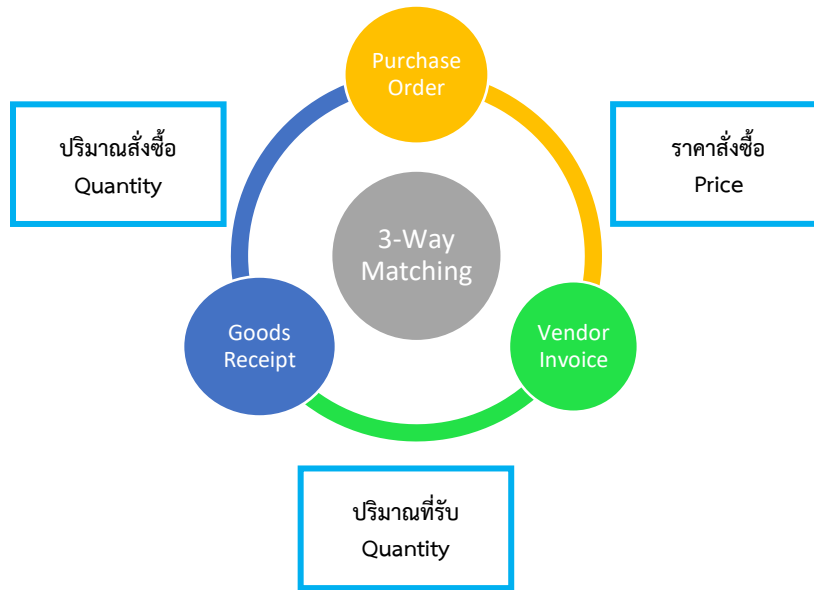 Purchase
Order
ปริมาณสั่งซื้อ
Quantity
ราคาสั่งซื้อ
Price
3-Way
Matching
Goods
Receipt
Vendor
Invoice
ปริมาณที่รับ
Quantity